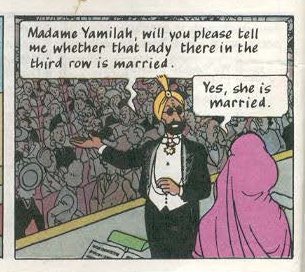 Madame Yamilah, will you please tell
me whether that lady there in the
third row is married.
Yes, she is
married.